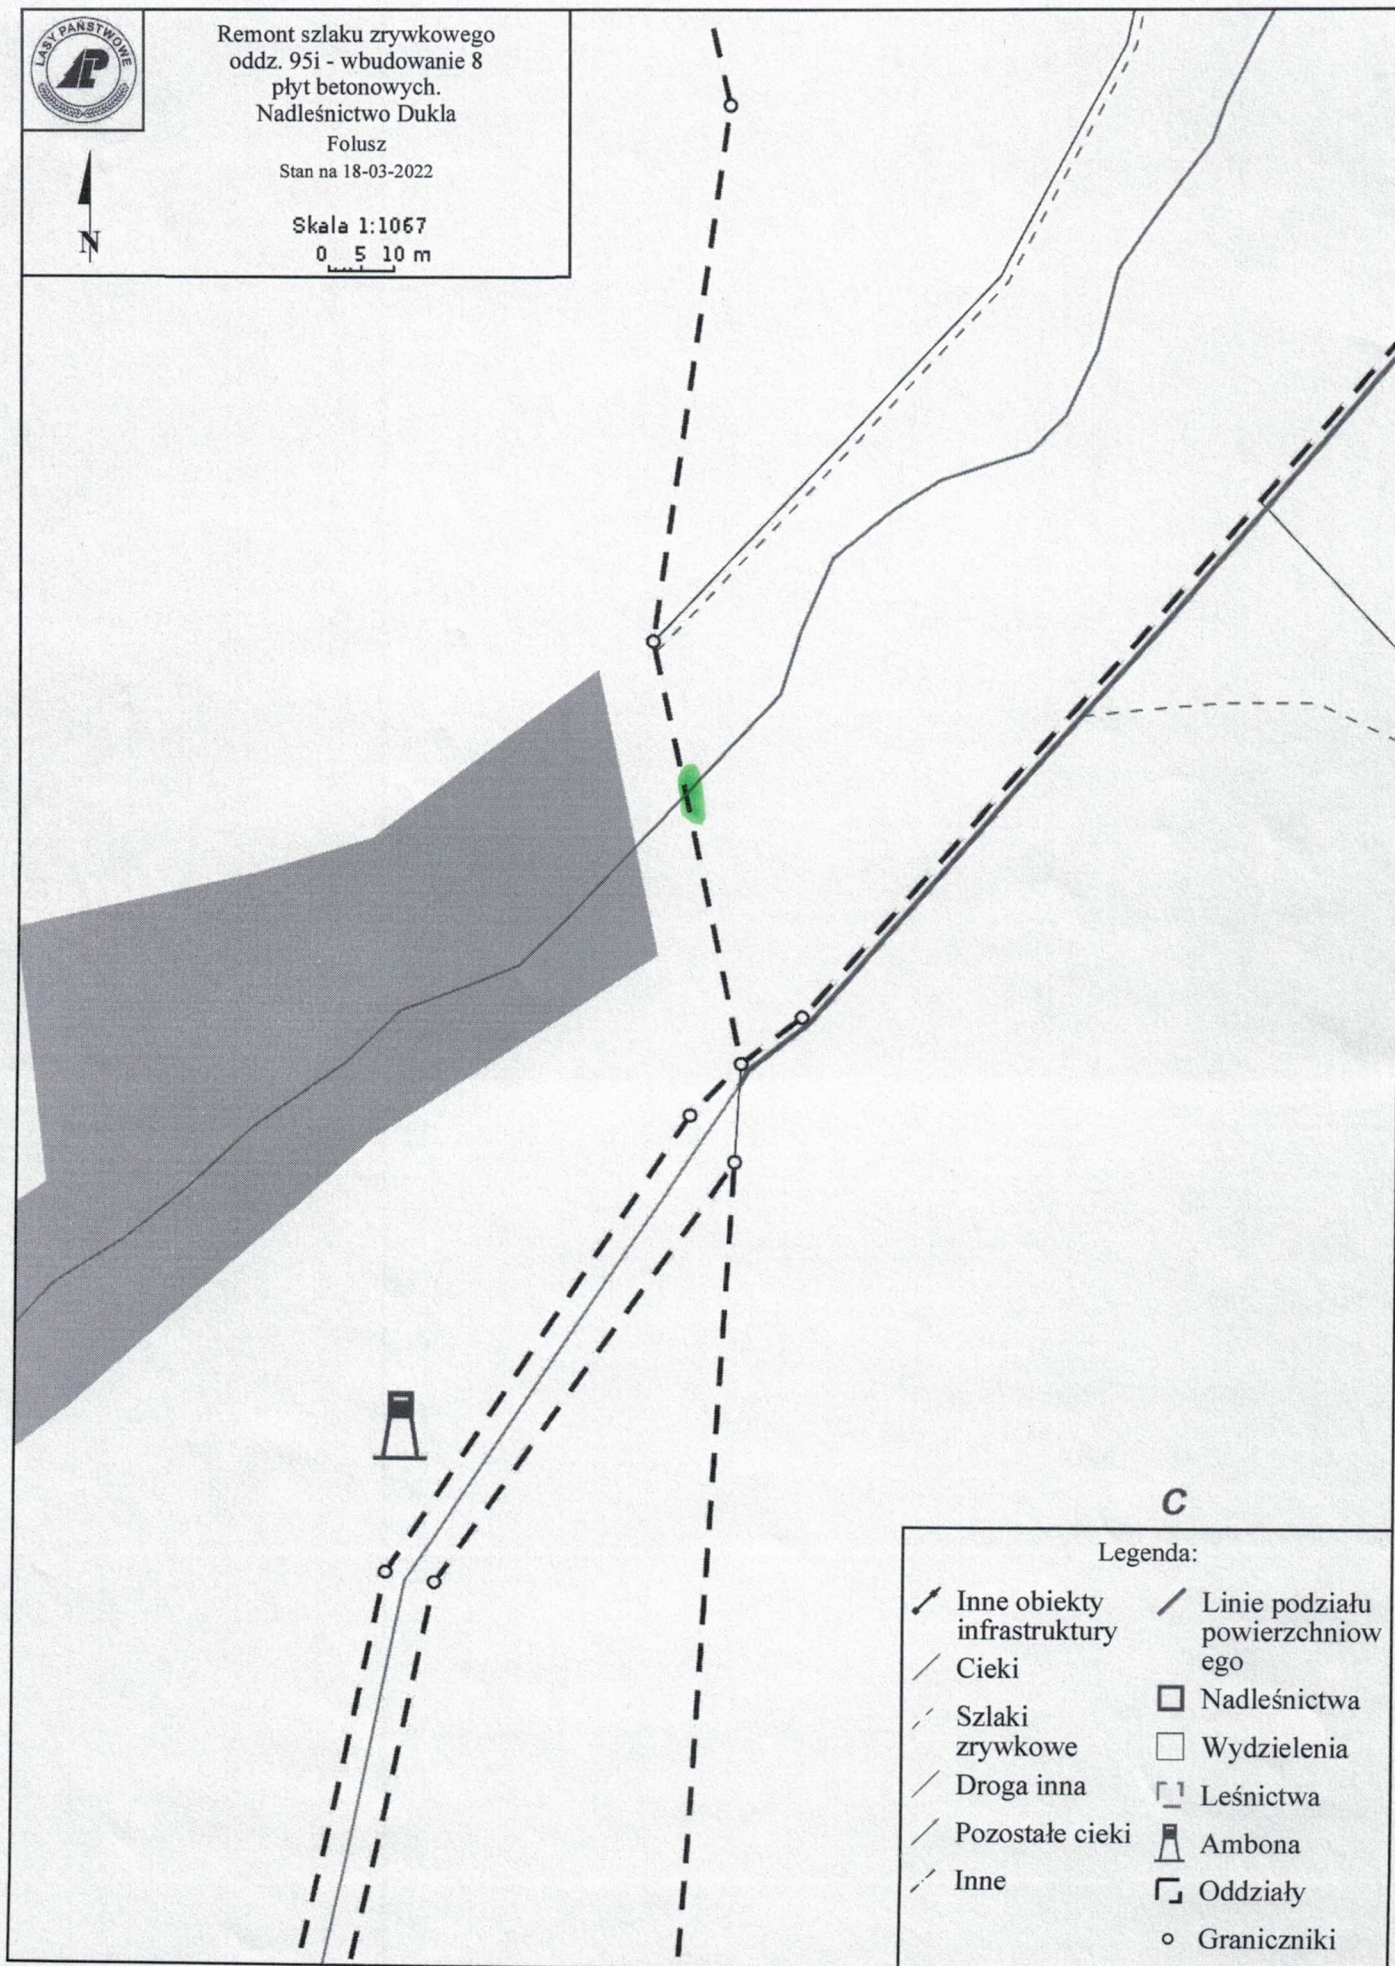 LASY PAŃSTWOWE
LP
Remont szlaku zrywkowego
oddz. 95i - wbudowanie 8
płyt betonowych.
Nadleśnictwo Dukla
Folusz
Stan na 18-03-2022
N
Skala 1:1067
0 5 10 m
C
Legenda:
Inne obiekty
infrastruktury
Cieki
Szlaki
zrywkowe
Droga inna
Pozostałe cieki
Inne
Linie podziału
powierzchniow
ego
Nadleśnictwa
Wydzielenia
Leśnictwa
Ambona
Oddziały
Graniczniki